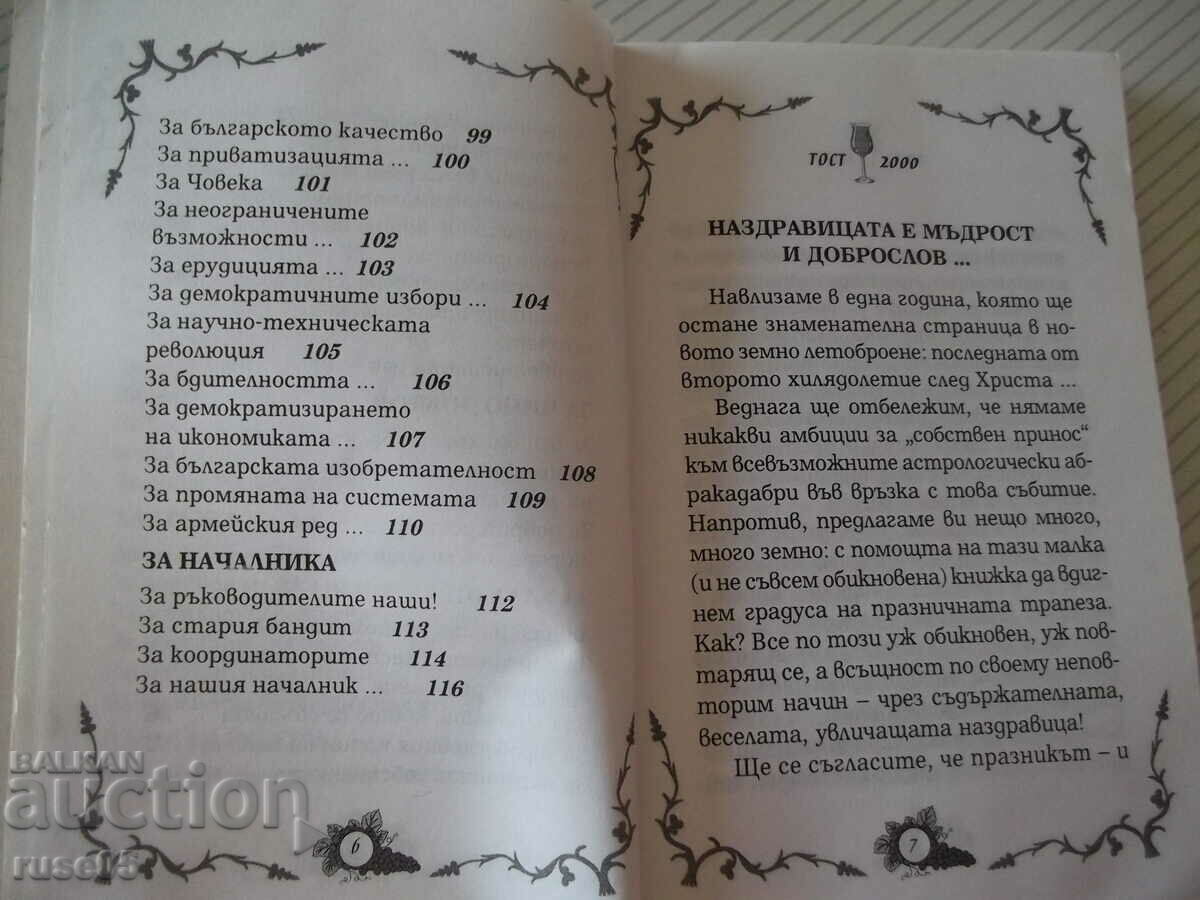 За българското качество 99
За приватизацията ... 100
За Човека 101
За неограничените
възможности ... 102
За ерудицията ... 103
За демократичните избори ... 104
За научно-техническата
революция 105
За бдителността ... 106
За демократизирането
на икономиката ... 107
За българската изобретателност 108
За промяната на системата 109
За армейския ред ... 110
ЗА НАЧАЛНИКА
За ръководителите наши! 112
За стария бандит 113
За координаторите 114
За нашия началник ... 116
6
ТОСТ 2000
НАЗДРАВИЦАТА Е МЪДРОСТ
И ДОБРОСЛОВ ...
Навлизаме в една година, която ще
остане знаменателна страница в но-
вото земно летоброене: последната от
второто хилядолетие след Христа ...
Веднага ще отбележим, че нямаме
никакви амбиции за „собствен принос“
към всевъзможните астрологически аб-
ракадабри във връзка с това събитие.
Напротив, предлагаме ви нещо много,
много земно: с помощта на тази малка
(и не съвсем обикновена) книжка да вдиг-
нем градуса на празничната трапеза.
Как? Все по този уж обикновен, уж повт-
арящ се, а всъщност по своему непов-
торим начин – чрез съдържателната,
веселата, увличащата наздравица!
Ще се съгласите, че празникът – и
7
BALKAN
auction
ruse15